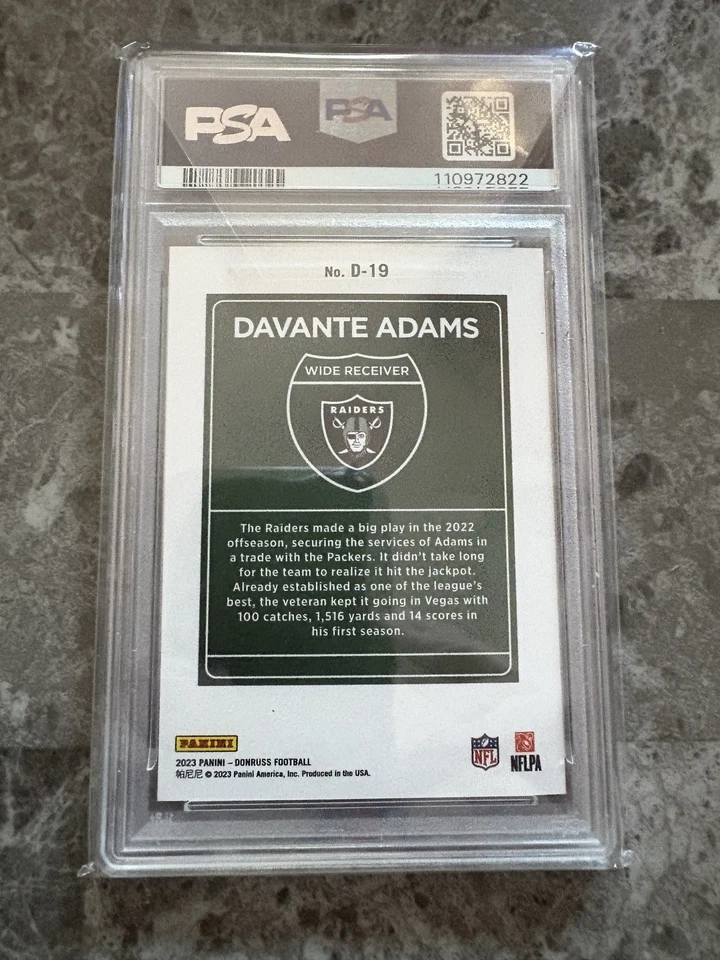 PSA
PSA
110972822
No. D-19
DAVANTE ADAMS
WIDE RECEIVER
RAIDERS
The Raiders made a big play in the 2022
offseason, securing the services of Adams in
a trade with the Packers. It didn't take long
for the team to realize it hit the jackpot.
Already established as one of the league's
best, the veteran kept it going in Vegas with
100 catches, 1,516 yards and 14 scores in
his first season.
PANINI
2023 PANINI – DONRUSS FOOTBALL
帕尼尼 © 2023 Panini America, Inc. Produced in the USA.
NFL
NFLPA